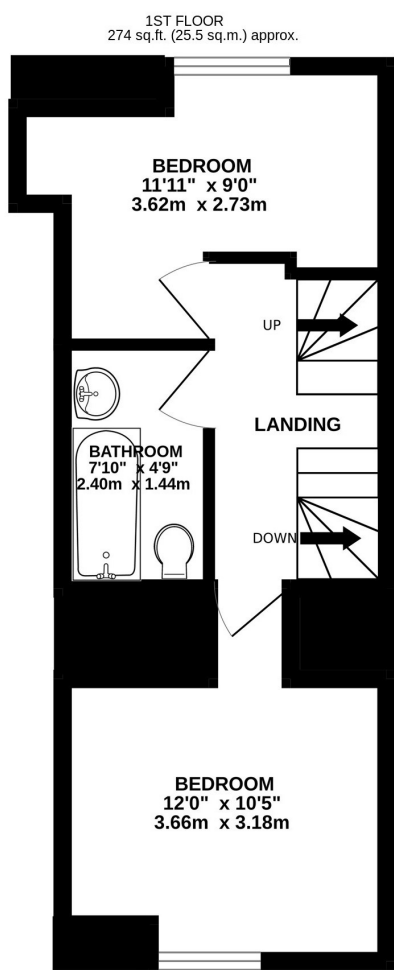 1ST FLOOR
274 sq.ft. (25.5 sq.m.) approx.
BEDROOM
11'11" x 9'0"
3.62m x 2.73m
UP
LANDING
BATHROOM
7'10" x 4'9"
2.40m x 1.44m
DOWN
BEDROOM
12'0" x 10'5"
3.66m x 3.18m